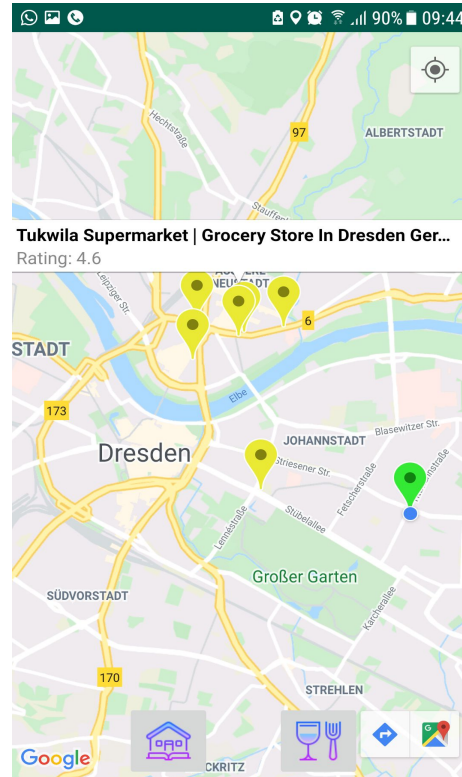 90% 09:44
Hechtstraße
97
ALBERTSTADT
Tukwila Supermarket | Grocery Store In Dresden Ger...
Rating: 4.6
Leipziger Str.
NEUSTADT
6
STADT
Elbe
173
JOHANNSTADT
Blasewitzer Str.
Dresden
Striesener Str.
Fetscherstraße
Stübelallee
Lennéstraße
Großer Garten
Karcherallee
SÜDVORSTADT
170
STREHLEN
Google
CKRITZ